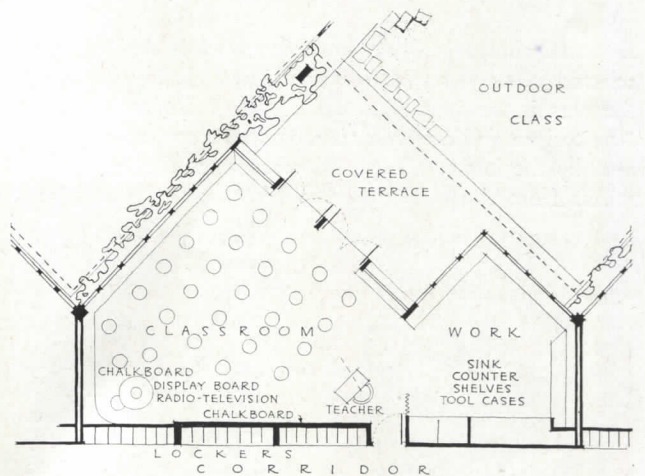 OUTDOOR
CLASS
COVERED
TERRACE
CLASSROOM
WORK
CHALKBOARD
DISPLAY BOARD
RADIO-TELEVISION
CHALKBOARD
TEACHER
SINK
COUNTER
SHELVES
TOOL CASES
LOCKERS
CORRIDOR